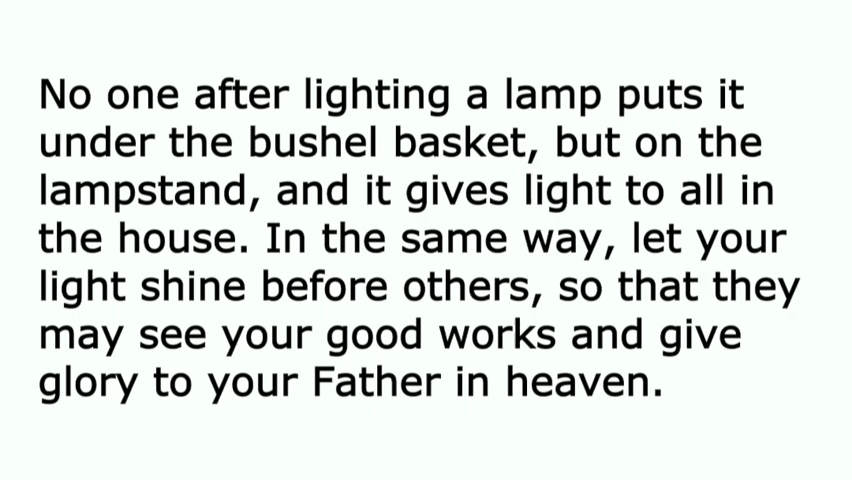 No one after lighting a lamp puts it
under the bushel basket, but on the
lampstand, and it gives light to all in
the house. In the same way, let your
light shine before others, so that they
may see your good works and give
glory to your Father in heaven.